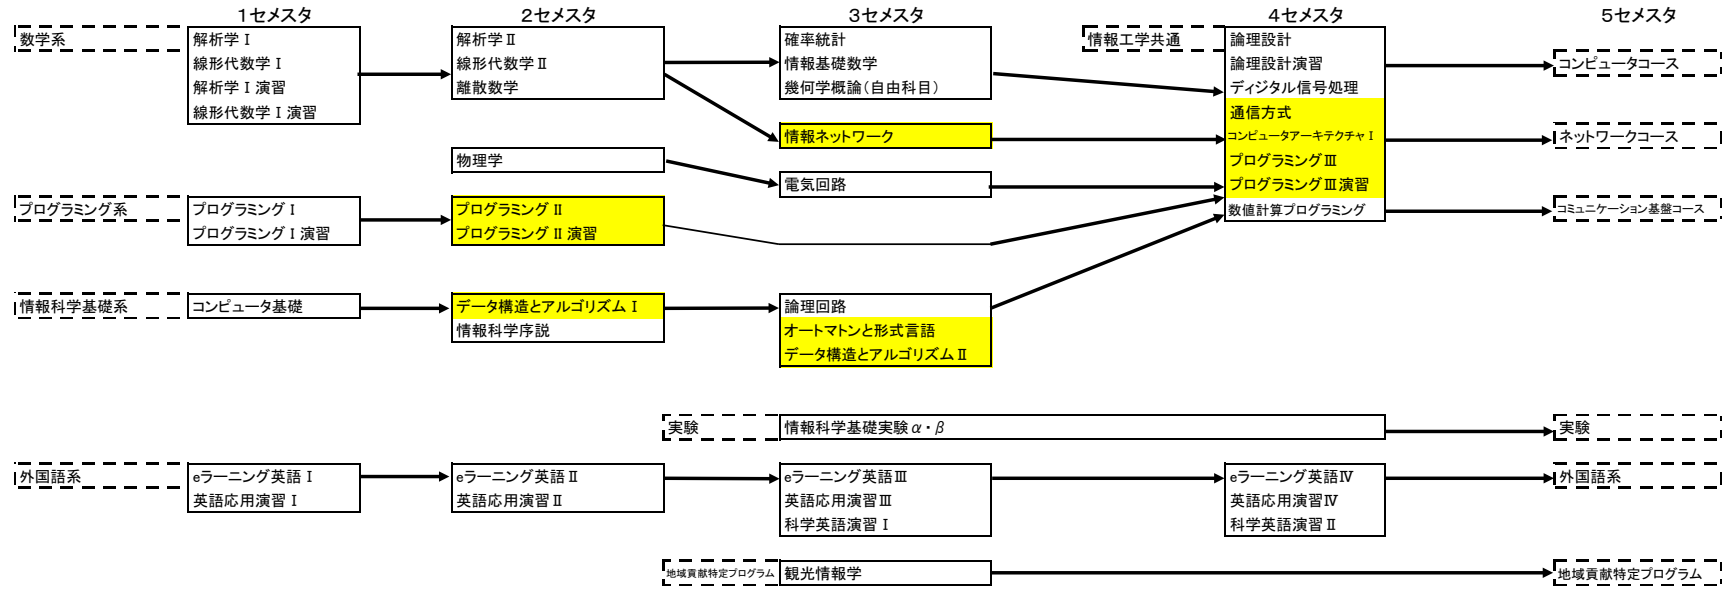 1セメスタ
2セメスタ
3セメスタ
4セメスタ
5セメスタ
数学系
解析学Ⅰ
線形代数学Ⅰ
解析学Ⅰ演習
線形代数学Ⅰ演習
解析学Ⅱ
線形代数学Ⅱ
離散数学
確率統計
情報基礎数学
幾何学概論(自由科目)
情報工学共通
論理設計
論理設計演習
ディジタル信号処理
通信方式
コンピュータアーキテクチャⅠ
プログラミングⅢ
プログラミングⅢ演習
数値計算プログラミング
コンピュータコース
情報ネットワーク
ネットワークコース
物理学
電気回路
プログラミング系
プログラミングⅠ
プログラミングⅠ演習
プログラミングⅡ
プログラミングⅡ演習
コミュニケーション基盤コース
情報科学基礎系
コンピュータ基礎
データ構造とアルゴリズムⅠ
情報科学序説
論理回路
オートマトンと形式言語
データ構造とアルゴリズムⅡ
実験
情報科学基礎実験α・β
実験
外国語系
eラーニング英語Ⅰ
英語応用演習Ⅰ
eラーニング英語Ⅱ
英語応用演習Ⅱ
eラーニング英語Ⅲ
英語応用演習Ⅲ
科学英語演習Ⅰ
eラーニング英語Ⅳ
英語応用演習Ⅳ
科学英語演習Ⅱ
外国語系
地域貢献特定プログラム
観光情報学
地域貢献特定プログラム